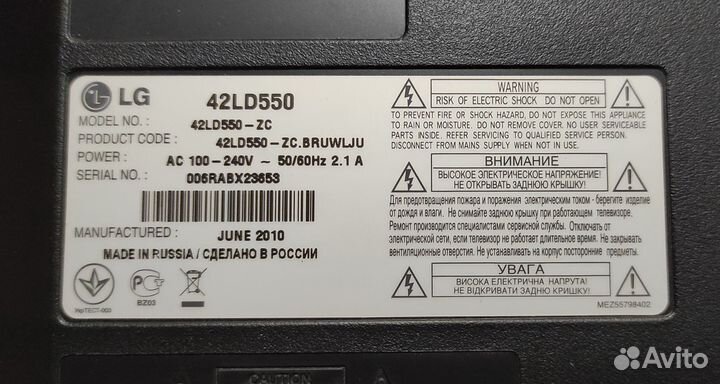 LG 42LD550
MODEL NO. : 42LD550-ZC
PRODUCT CODE : 42LD550-ZC.BRUWLJU
POWER : AC 100-240V ~ 50/60Hz 2.1 A
SERIAL NO. : 006RABX23653
MANUFACTURED : JUNE 2010
MADE IN RUSSIA / СДЕЛАНО В РОССИИ
УкрТЕСТ-003
РСТ
BZ03
WARNING
RISK OF ELECTRIC SHOCK DO NOT OPEN
TO PREVENT FIRE OR SHOCK HAZARD, DO NOT EXPOSE TO RAIN
OR MOISTURE. DO NOT REMOVE COVER. NO USER SERVICEABLE
PARTS INSIDE. REFER SERVICING TO QUALIFIED SERVICE PERSON.
DISCONNECT FROM MAINS SUPPLY WHEN NOT IN USE.
ВНИМАНИЕ
ВЫСОКОЕ ЭЛЕКТРИЧЕСКОЕ НАПРЯЖЕНИЕ!
НЕ ОТКРЫВАТЬ ЗАДНЮЮ КРЫШКУ!
Для предотвращения пожара и поражения электрическим током - берегите изделие
от дождя и влаги. Не снимайте заднюю крышку при работающем телевизоре.
Ремонт производится специалистами сервисной службы. Отключать от
електрической сети, если телевизор не работает длительное время. Не закрывать
вентиляционные отверстия. Не устанавливать на корпус посторонние предметы.
УВАГА
ВИСОКА ЕЛЕКТРИЧНА НАПРУГА!
НЕ ВІДКРИВАТИ ЗАДНЮ КРИШКУ!
MEZ55798402
CAUTION
Avito